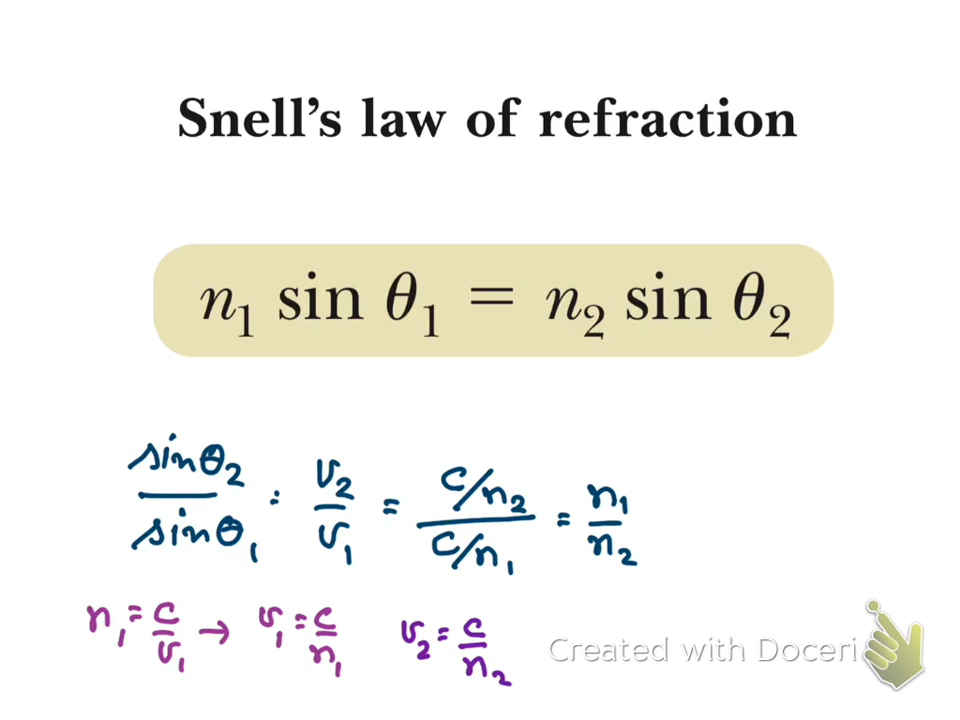 Snell's law of refraction
n₁ sin θ₁ = n₂ sin θ₂
sinθ₂/sinθ₁ = v₂/v₁ = (c/n₂)/(c/n₁) = n₁/n₂
n₁ = c/v₁ → v₁ = c/n₁ v₂ = c/n₂
Created with Doceri